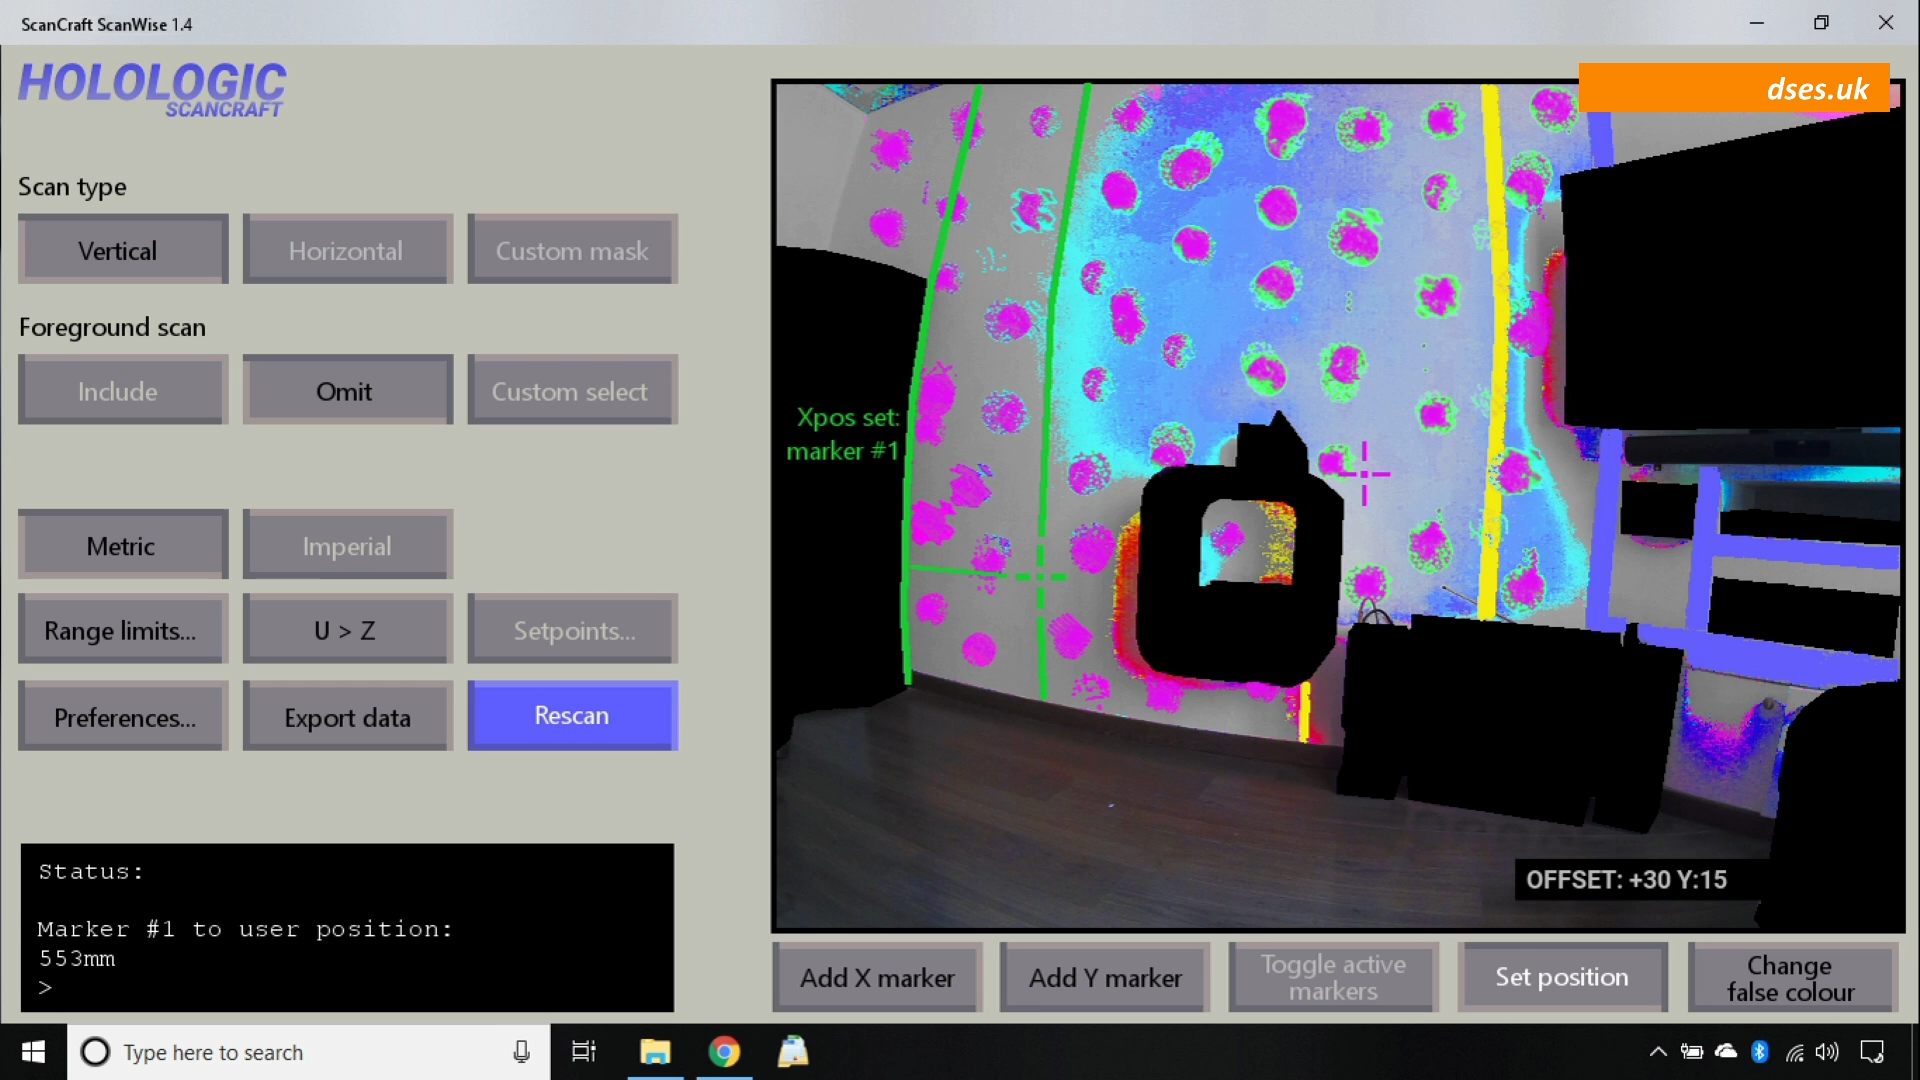 ScanCraft ScanWise 1.4
HOLOLOGIC
SCANCRAFT
dses.uk
Scan type
Vertical
Horizontal
Custom mask
Foreground scan
Include
Omit
Custom select
Xpos set:
marker #1
Metric
Imperial
Range limits...
U > Z
Setpoints...
Preferences...
Export data
Rescan
Status:
Marker #1 to user position:
553mm
>
OFFSET: +30 Y:15
Add X marker
Add Y marker
Toggle active
markers
Set position
Change
false colour
Type here to search